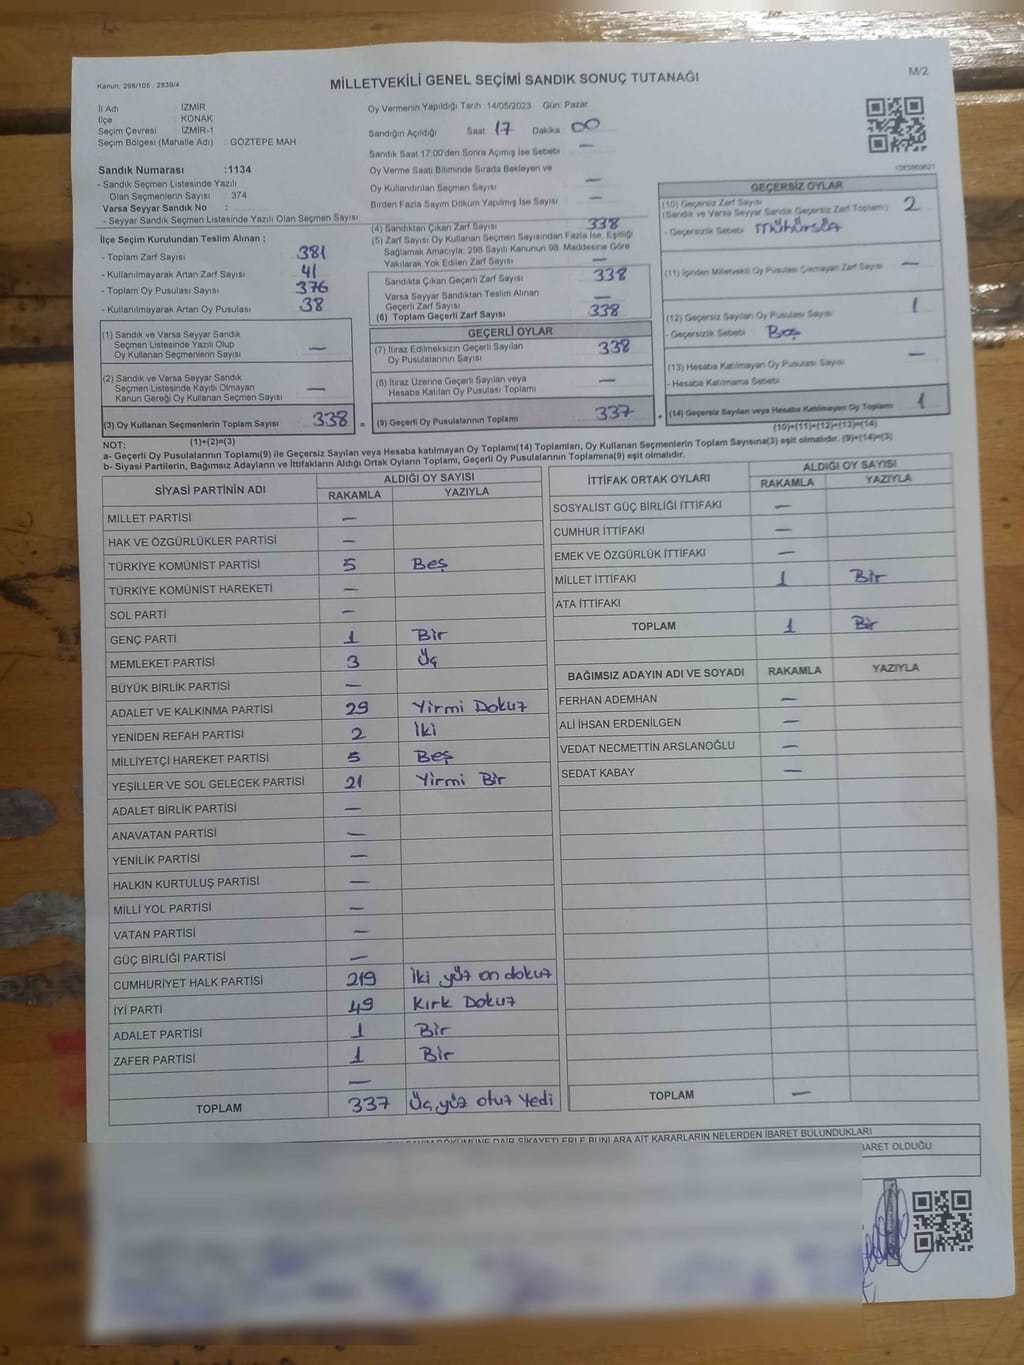 Kanun. 298/105 , 2839/4
MİLLETVEKİLİ GENEL SEÇİMİ SANDIK SONUÇ TUTANAĞI
M/2
İl Adı : İZMİR
İlçe : KONAK
Seçim Çevresi : İZMİR-1
Seçim Bölgesi (Mahalle Adı) : GÖZTEPE MAH
Sandık Numarası :1134
- Sandık Seçmen Listesinde Yazılı
Olan Seçmenlerin Sayısı : 374
Varsa Seyyar Sandık No :
- Seyyar Sandık Seçmen Listesinde Yazılı Olan Seçmen Sayısı:
Oy Vermenin Yapıldığı Tarih : 14/05/2023 Gün: Pazar
Sandığın Açıldığı Saat 17 Dakika 00
Sandık Saat 17:00'den Sonra Açımış İse Sebebi —
Oy Verme Saati Bitiminde Sırada Bekleyen ve
Oy Kullandırılan Seçmen Sayısı —
Birden Fazla Sayım Döküm Yapılmış İse Sayısı —
İlçe Seçim Kurulundan Teslim Alınan ;
- Toplam Zarf Sayısı 381
- Kullanılmayarak Artan Zarf Sayısı 41
- Toplam Oy Pusulası Sayısı 376
- Kullanılmayarak Artan Oy Pusulası 38
(1) Sandık ve Varsa Seyyar Sandık
Seçmen Listesinde Yazılı Olup
Oy Kullanan Seçmenlerin Sayısı —
(2) Sandık ve Varsa Seyyar Sandık
Seçmen Listesinde Kayıtlı Olmayan
Kanun Gereği Oy Kullanan Seçmen Sayısı —
(3) Oy Kullanan Seçmenlerin Toplam Sayısı 338
(1)+(2)=(3)
(4) Sandıktan Çıkan Zarf Sayısı 338
(5) Zarf Sayısı Oy Kullanan Seçmen Sayısından Fazla İse, Eşitliği
Sağlamak Amacıyla, 298 Sayılı Kanunun 98. Maddesine Göre
Yakılarak Yok Edilen Zarf Sayısı —
Sandıkta Çıkan Geçerli Zarf Sayısı 338
Varsa Seyyar Sandıktan Teslim Alınan
Geçerli Zarf Sayısı —
(6) Toplam Geçerli Zarf Sayısı 338
GEÇERLİ OYLAR
(7) İtiraz Edilmeksizin Geçerli Sayılan
Oy Pusulalarının Sayısı 338
(8) İtiraz Üzerine Geçerli Sayılan veya
Hesaba Katılan Oy Pusulası Toplamı —
= (9) Geçerli Oy Pusulalarının Toplamı 337
GEÇERSİZ OYLAR
(10) Geçersiz Zarf Sayısı 2
(Sandık ve Varsa Seyyar Sandık Geçersiz Zarf Toplamı)
- Geçersizlik Sebebi mühürsüz
(11) İçinden Milletvekili Oy Pusulası Çıkmayan Zarf Sayısı —
(12) Geçersiz Sayılan Oy Pusulası Sayısı 1
- Geçersizlik Sebebi Boş
(13) Hesaba Katılmayan Oy Pusulası Sayısı —
- Hesaba Katılmama Sebebi
+ (14) Geçersiz Sayılan veya Hesaba Katılmayan Oy Toplamı 1
(10)+(11)+(12)+(13)=(14)
NOT:
a- Geçerli Oy Pusulalarının Toplamı(9) ile Geçersiz Sayılan veya Hesaba katılmayan Oy Toplamı(14) Toplamları, Oy Kullanan Seçmenlerin Toplam Sayısına(3) eşit olmalıdır. (9)+(14)=(3)
b- Siyasi Partilerin, Bağımsız Adayların ve İttifakların Aldığı Ortak Oyların Toplamı, Geçerli Oy Pusulalarının Toplamına(9) eşit olmalıdır.
SİYASİ PARTİNİN ADI ALDIĞI OY SAYISI
RAKAMLA YAZIYLA
MİLLET PARTİSİ —
HAK VE ÖZGÜRLÜKLER PARTİSİ —
TÜRKİYE KOMÜNİST PARTİSİ 5 Beş
TÜRKİYE KOMÜNİST HAREKETİ —
SOL PARTİ —
GENÇ PARTİ 1 Bir
MEMLEKET PARTİSİ 3 Üç
BÜYÜK BİRLİK PARTİSİ —
ADALET VE KALKINMA PARTİSİ 29 Yirmi Dokuz
YENİDEN REFAH PARTİSİ 2 İki
MİLLİYETÇİ HAREKET PARTİSİ 5 Beş
YEŞİLLER VE SOL GELECEK PARTİSİ 21 Yirmi Bir
ADALET BİRLİK PARTİSİ —
ANAVATAN PARTİSİ —
YENİLİK PARTİSİ —
HALKIN KURTULUŞ PARTİSİ —
MİLLİ YOL PARTİSİ —
VATAN PARTİSİ —
GÜÇ BİRLİĞİ PARTİSİ —
CUMHURİYET HALK PARTİSİ 219 İki yüz on dokuz
İYİ PARTİ 49 Kırk Dokuz
ADALET PARTİSİ 1 Bir
ZAFER PARTİSİ 1 Bir
—
TOPLAM 337 Üç yüz otuz Yedi
İTTİFAK ORTAK OYLARI ALDIĞI OY SAYISI
RAKAMLA YAZIYLA
SOSYALİST GÜÇ BİRLİĞİ İTTİFAKI —
CUMHUR İTTİFAKI —
EMEK VE ÖZGÜRLÜK İTTİFAKI —
MİLLET İTTİFAKI 1 Bir
ATA İTTİFAKI
TOPLAM 1 Bir
BAĞIMSIZ ADAYIN ADI VE SOYADI RAKAMLA YAZIYLA
FERHAN ADEMHAN —
ALİ İHSAN ERDENİLGEN —
VEDAT NECMETTİN ARSLANOĞLU —
SEDAT KABAY —
TOPLAM —
DÖKÜMÜNE DAİR ŞİKAYETLERLE BUNLARA AİT KARARLARIN NELERDEN İBARET BULUNDUKLARI
BARET OLDUĞU